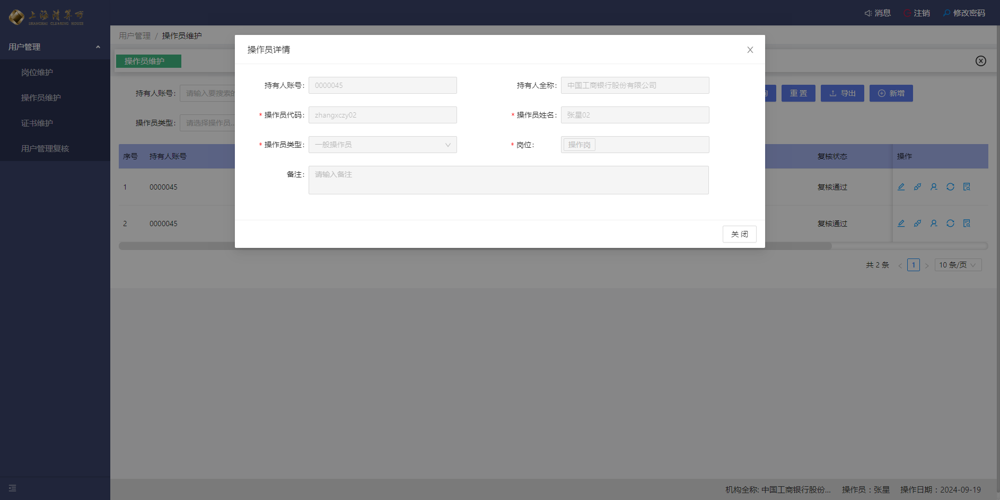 上海清算所
SHANGHAI CLEARING HOUSE
消息
注销
修改密码
用户管理
岗位维护
操作员维护
证书维护
用户管理复核
用户管理 / 操作员维护
操作员维护
持有人账号:
请输入要搜索的
重 置
导出
新增
操作员类型:
请选择操作员...
序号 持有人账号 复核状态 操作
1 0000045 复核通过
2 0000045 复核通过
共 2 条 < 1 > 10 条/页
操作员详情
持有人账号: 0000045
持有人全称: 中国工商银行股份有限公司
* 操作员代码: zhangxczy02
* 操作员姓名: 张星02
* 操作员类型: 一般操作员
* 岗位: 操作岗
备注: 请输入备注
关 闭
机构全称: 中国工商银行股份... 操作员：张星 操作日期：2024-09-19